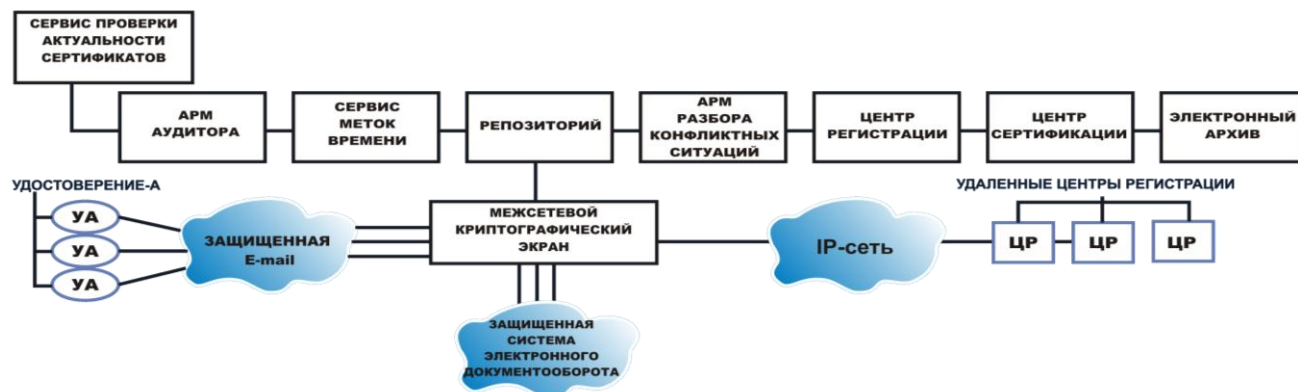 СЕРВИС ПРОВЕРКИ
АКТУАЛЬНОСТИ
СЕРТИФИКАТОВ
АРМ
АУДИТОРА
СЕРВИС
МЕТОК
ВРЕМЕНИ
РЕПОЗИТОРИЙ
АРМ
РАЗБОРА
КОНФЛИКТНЫХ
СИТУАЦИЙ
ЦЕНТР
РЕГИСТРАЦИИ
ЦЕНТР
СЕРТИФИКАЦИИ
ЭЛЕКТРОННЫЙ
АРХИВ
УДОСТОВЕРЕНИЕ-А
УА
УА
УА
ЗАЩИЩЕННАЯ
E-mail
МЕЖСЕТЕВОЙ
КРИПТОГРАФИЧЕСКИЙ
ЭКРАН
IP-сеть
УДАЛЕННЫЕ ЦЕНТРЫ РЕГИСТРАЦИИ
ЦР
ЦР
ЦР
ЗАЩИЩЕННАЯ
СИСТЕМА
ЭЛЕКТРОННОГО
ДОКУМЕНТООБОРОТА